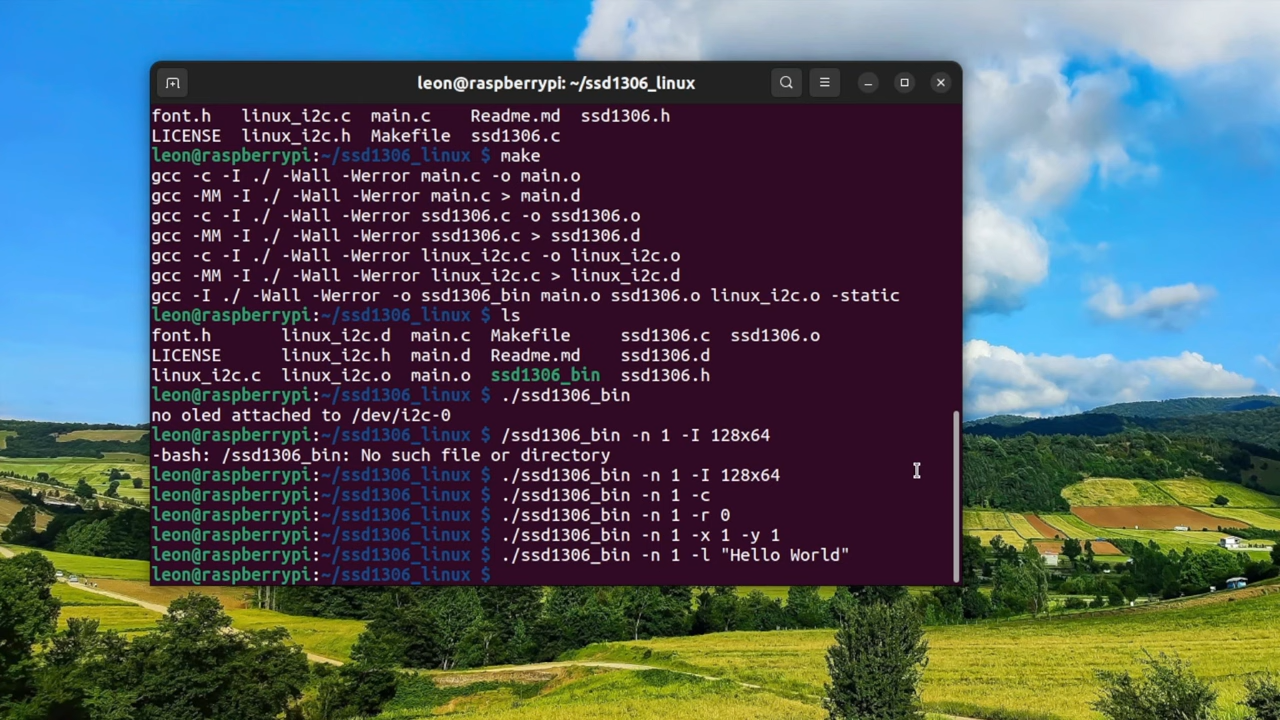 leon@raspberrypi: ~/ssd1306_linux
font.h   linux_i2c.c  main.c    Readme.md  ssd1306.h
LICENSE  linux_i2c.h  Makefile  ssd1306.c
leon@raspberrypi:~/ssd1306_linux $ make
gcc -c -I ./ -Wall -Werror main.c -o main.o
gcc -MM -I ./ -Wall -Werror main.c > main.d
gcc -c -I ./ -Wall -Werror ssd1306.c -o ssd1306.o
gcc -MM -I ./ -Wall -Werror ssd1306.c > ssd1306.d
gcc -c -I ./ -Wall -Werror linux_i2c.c -o linux_i2c.o
gcc -MM -I ./ -Wall -Werror linux_i2c.c > linux_i2c.d
gcc -I ./ -Wall -Werror -o ssd1306_bin main.o ssd1306.o linux_i2c.o -static
leon@raspberrypi:~/ssd1306_linux $ ls
font.h       linux_i2c.d  main.c  Makefile     ssd1306.c  ssd1306.o
LICENSE      linux_i2c.h  main.d  Readme.md    ssd1306.d
linux_i2c.c  linux_i2c.o  main.o  ssd1306_bin  ssd1306.h
leon@raspberrypi:~/ssd1306_linux $ ./ssd1306_bin
no oled attached to /dev/i2c-0
leon@raspberrypi:~/ssd1306_linux $ /ssd1306_bin -n 1 -I 128x64
-bash: /ssd1306_bin: No such file or directory
leon@raspberrypi:~/ssd1306_linux $ ./ssd1306_bin -n 1 -I 128x64
leon@raspberrypi:~/ssd1306_linux $ ./ssd1306_bin -n 1 -c
leon@raspberrypi:~/ssd1306_linux $ ./ssd1306_bin -n 1 -r 0
leon@raspberrypi:~/ssd1306_linux $ ./ssd1306_bin -n 1 -x 1 -y 1
leon@raspberrypi:~/ssd1306_linux $ ./ssd1306_bin -n 1 -l "Hello World"
leon@raspberrypi:~/ssd1306_linux $